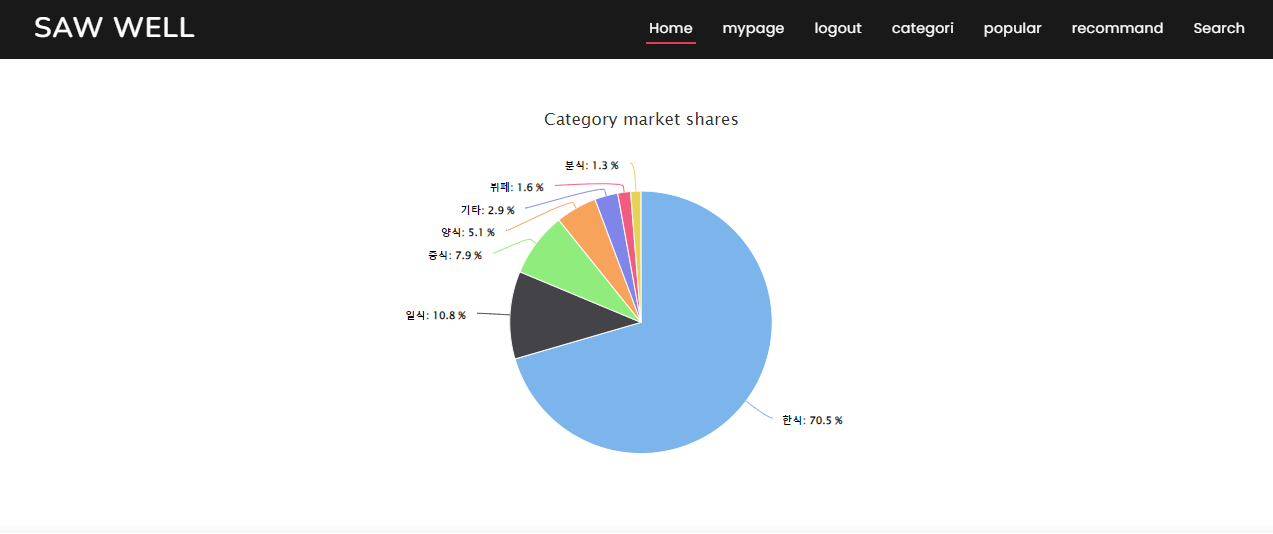 SAW WELL
Home mypage logout categori popular recommand Search
Category market shares
분식: 1.3 %
뷔페: 1.6 %
기타: 2.9 %
양식: 5.1 %
중식: 7.9 %
일식: 10.8 %
한식: 70.5 %